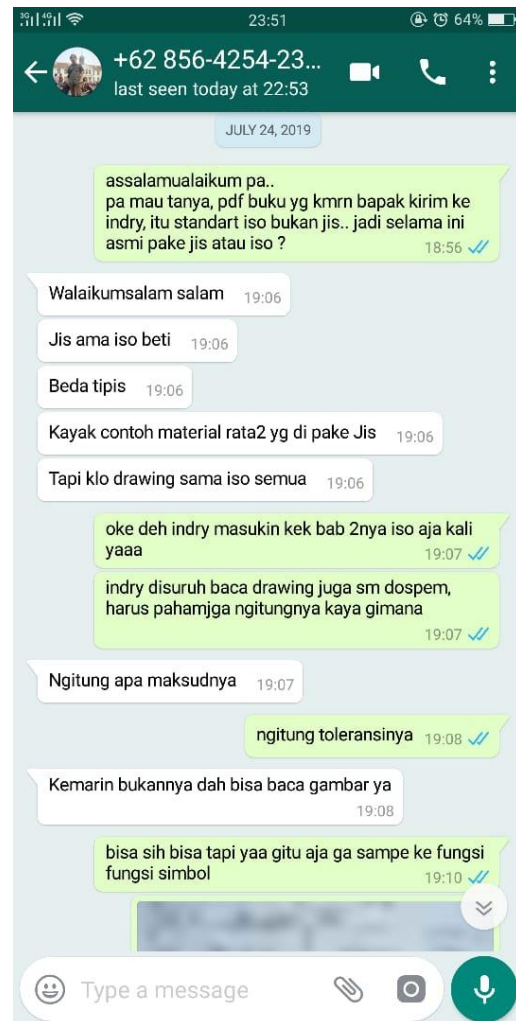 23:51
64%
+62 856-4254-23...
last seen today at 22:53
JULY 24, 2019
assalamualaikum pa..
pa mau tanya, pdf buku yg kmrn bapak kirim ke
indry, itu standart iso bukan jis.. jadi selama ini
asmi pake jis atau iso ?
18:56
Walaikumsalam salam 19:06
Jis ama iso beti 19:06
Beda tipis 19:06
Kayak contoh material rata2 yg di pake Jis 19:06
Tapi klo drawing sama iso semua 19:06
oke deh indry masukin kek bab 2nya iso aja kali
yaaa
19:07
indry disuruh baca drawing juga sm dospem,
harus pahamjga ngitungnya kaya gimana
19:07
Ngitung apa maksudnya 19:07
ngitung toleransinya 19:08
Kemarin bukannya dah bisa baca gambar ya
19:08
bisa sih bisa tapi yaa gitu aja ga sampe ke fungsi
fungsi simbol
19:10
Type a message